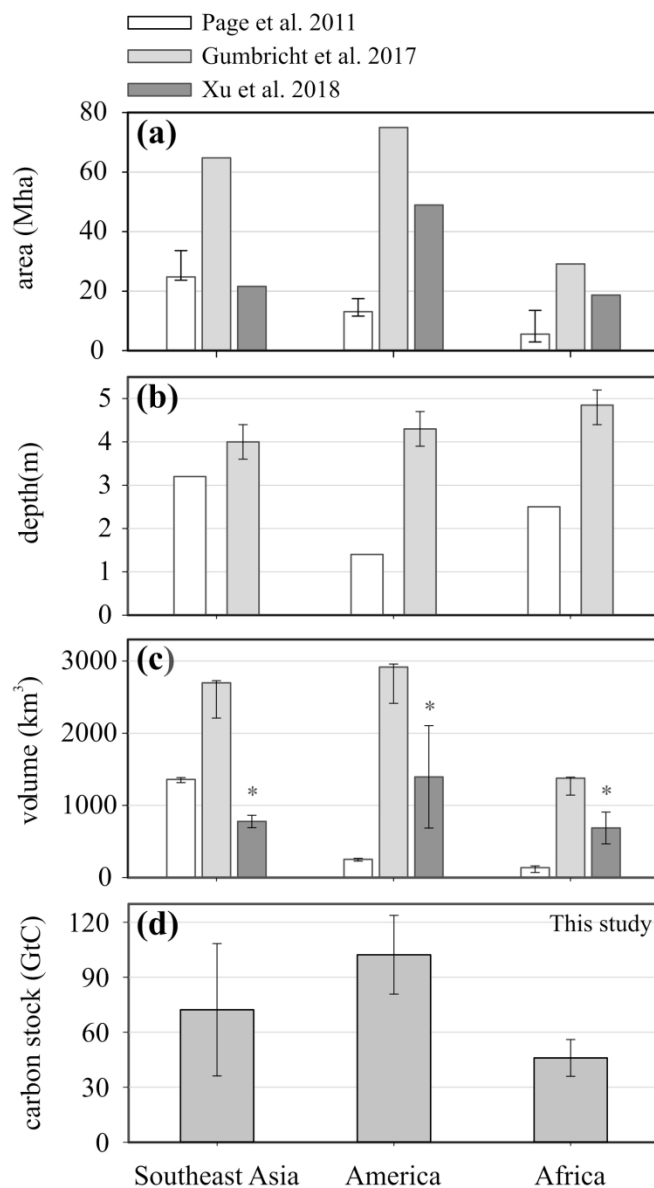 Page et al. 2011
Gumbricht et al. 2017
Xu et al. 2018
(a)
area (Mha)
80
60
40
20
0
(b)
depth(m)
5
4
3
2
1
0
(c)
volume (km³)
3000
2000
1000
0
*
*
*
(d)
This study
carbon stock (GtC)
120
90
60
30
0
Southeast Asia America Africa